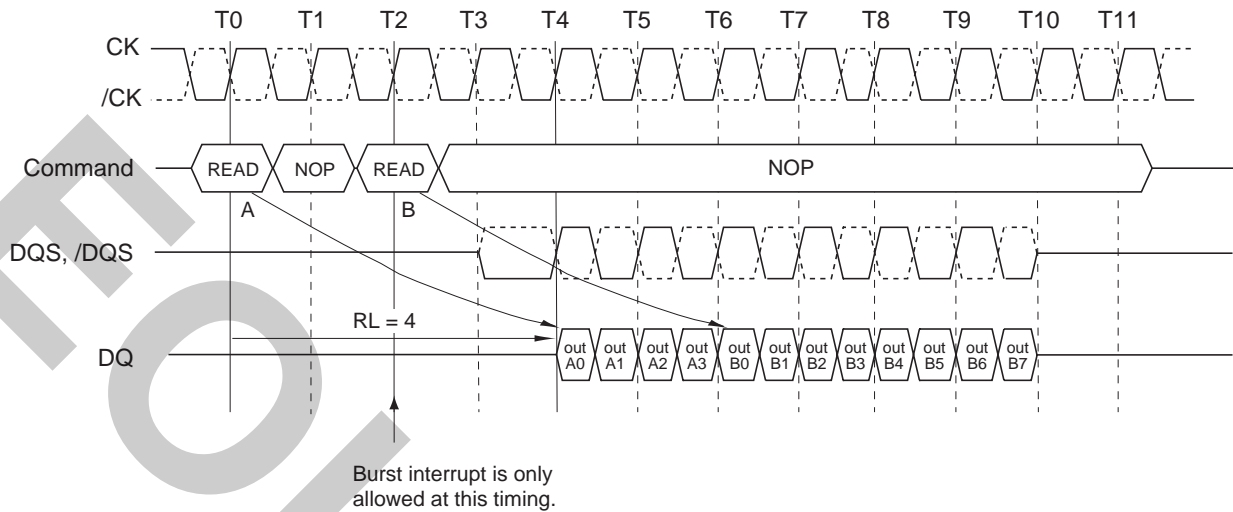 T0 T1 T2 T3 T4 T5 T6 T7 T8 T9 T10 T11
CK
/CK
Command READ NOP READ NOP
A B
DQS, /DQS
RL = 4
DQ out A0 out A1 out A2 out A3 out B0 out B1 out B2 out B3 out B4 out B5 out B6 out B7
Burst interrupt is only
allowed at this timing.